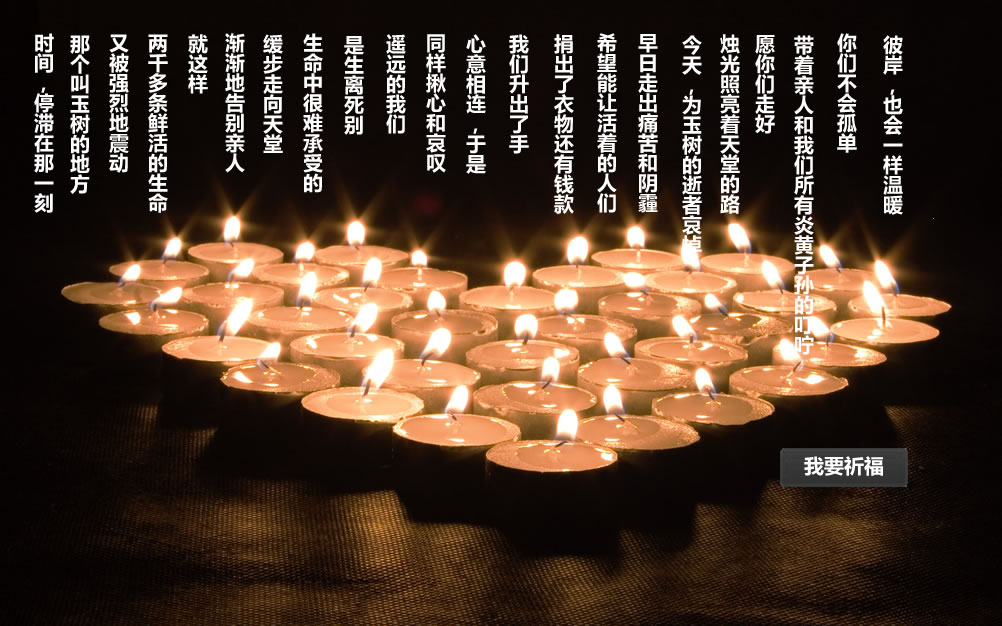 时间，停滞在那一刻
那个叫玉树的地方
又被强烈地震动
两千多条鲜活的生命
就这样
渐渐地告别亲人
缓步走向天堂
生命中很难承受的
是生离死别
遥远的我们
同样揪心和哀叹
心意相连，于是
我们升出了手
捐出了衣物还有钱款
希望能让活着的人们
早日走出痛苦和阴霾
今天，为玉树的逝者哀悼
烛光照亮着天堂的路
愿你们走好
带着亲人和我们所有炎黄子孙的叮咛
你们不会孤单
彼岸，也会一样温暖
我要祈福